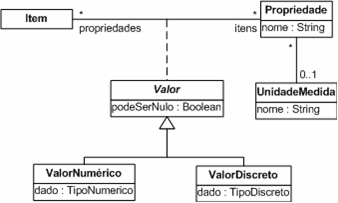 Item
*
propriedades
*
itens
Propriedade
nome : String
*
0..1
Valor
podeSerNulo : Boolean
UnidadeMedida
nome : String
ValorNumérico
dado : TipoNumerico
ValorDiscreto
dado : TipoDiscreto